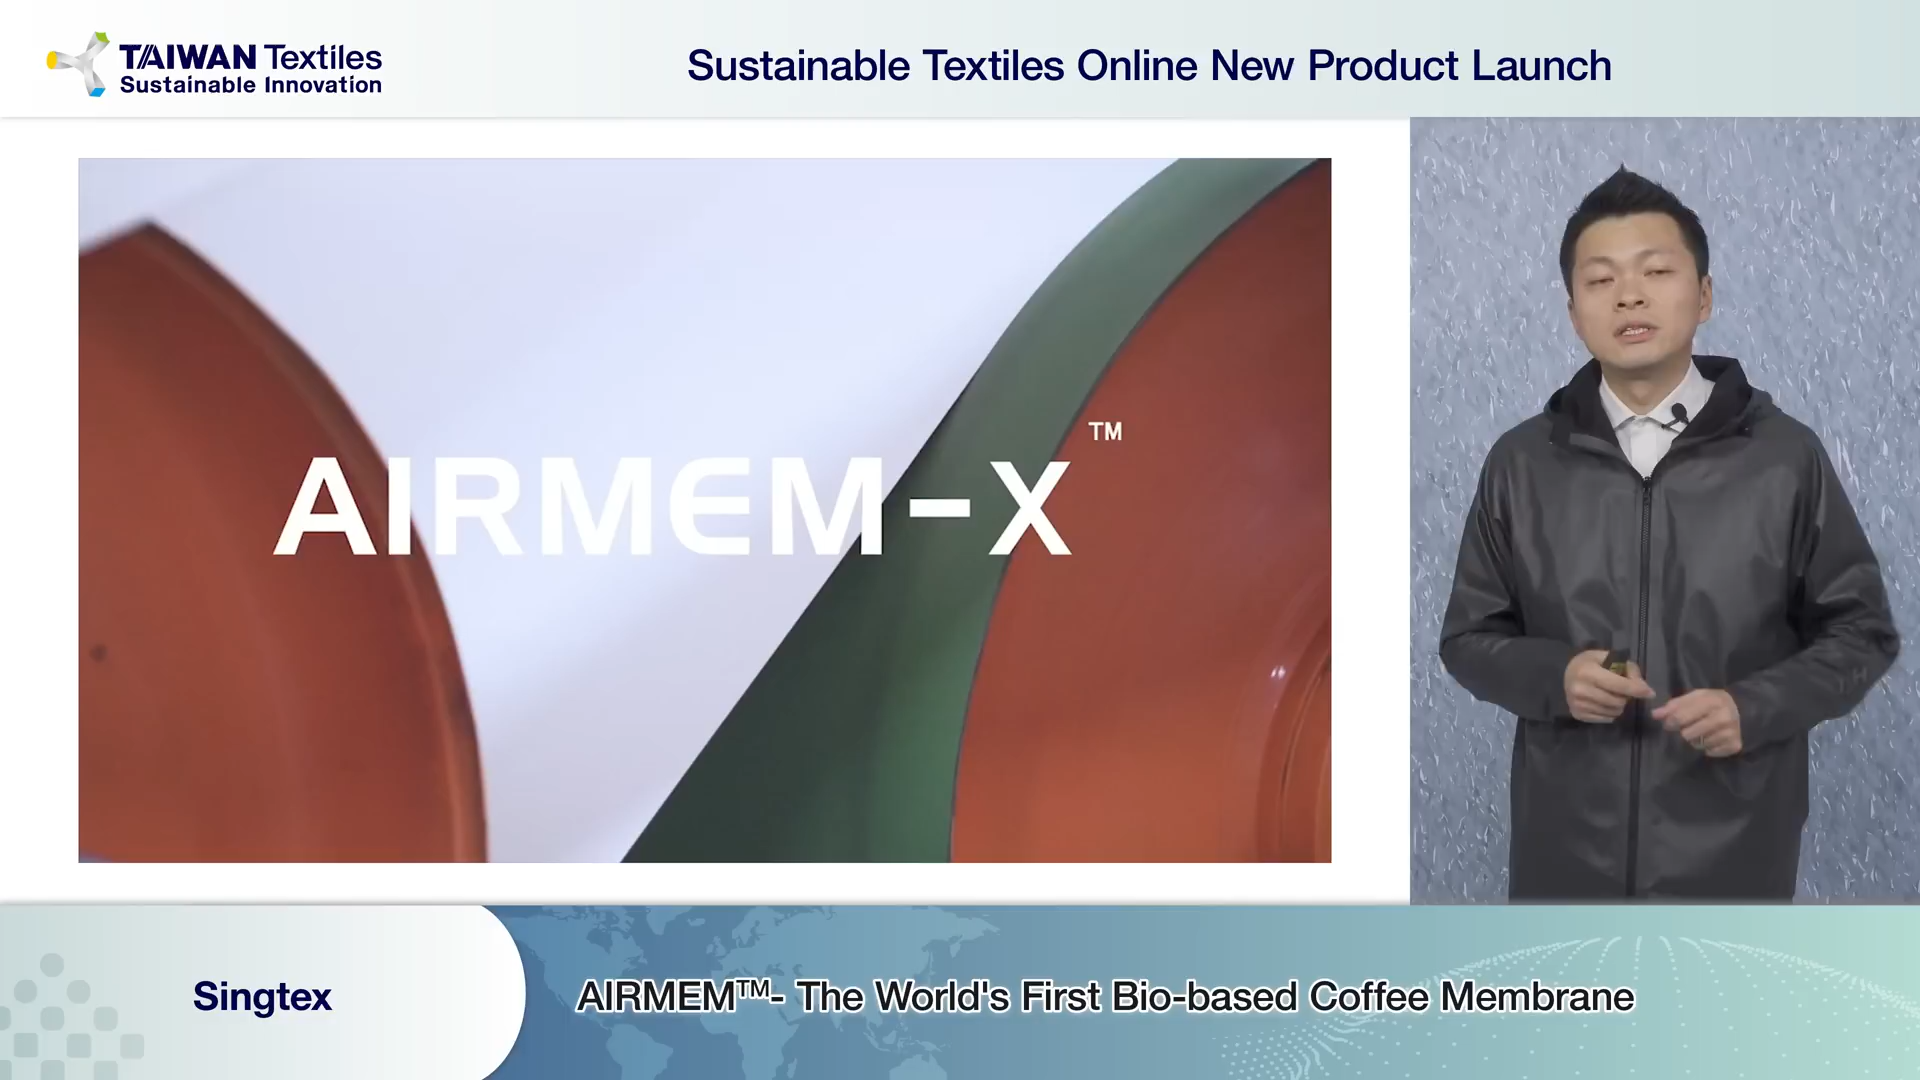 TAIWAN Textiles
Sustainable Innovation
Sustainable Textiles Online New Product Launch
AIRMEM-X™
Singtex
AIRMEM™- The World's First Bio-based Coffee Membrane